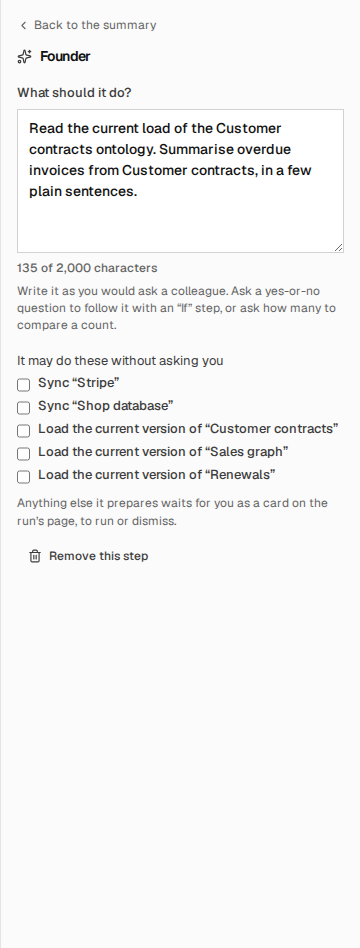 Back to the summary
Founder
What should it do?
Read the current load of the Customer
contracts ontology. Summarise overdue
invoices from Customer contracts, in a few
plain sentences.
135 of 2,000 characters
Write it as you would ask a colleague. Ask a yes-or-no
question to follow it with an “If” step, or ask how many to
compare a count.
It may do these without asking you
Sync “Stripe”
Sync “Shop database”
Load the current version of “Customer contracts”
Load the current version of “Sales graph”
Load the current version of “Renewals”
Anything else it prepares waits for you as a card on the
run’s page, to run or dismiss.
Remove this step